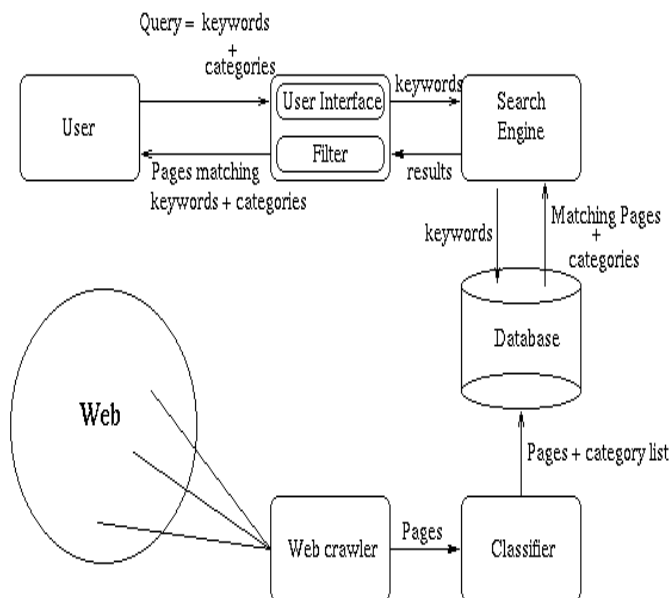 Query = keywords
+
categories
User
User Interface
Filter
keywords
results
Search
Engine
Pages matching
keywords + categories
keywords
Matching Pages
+
categories
Database
Web
Pages + category list
Web crawler
Pages
Classifier